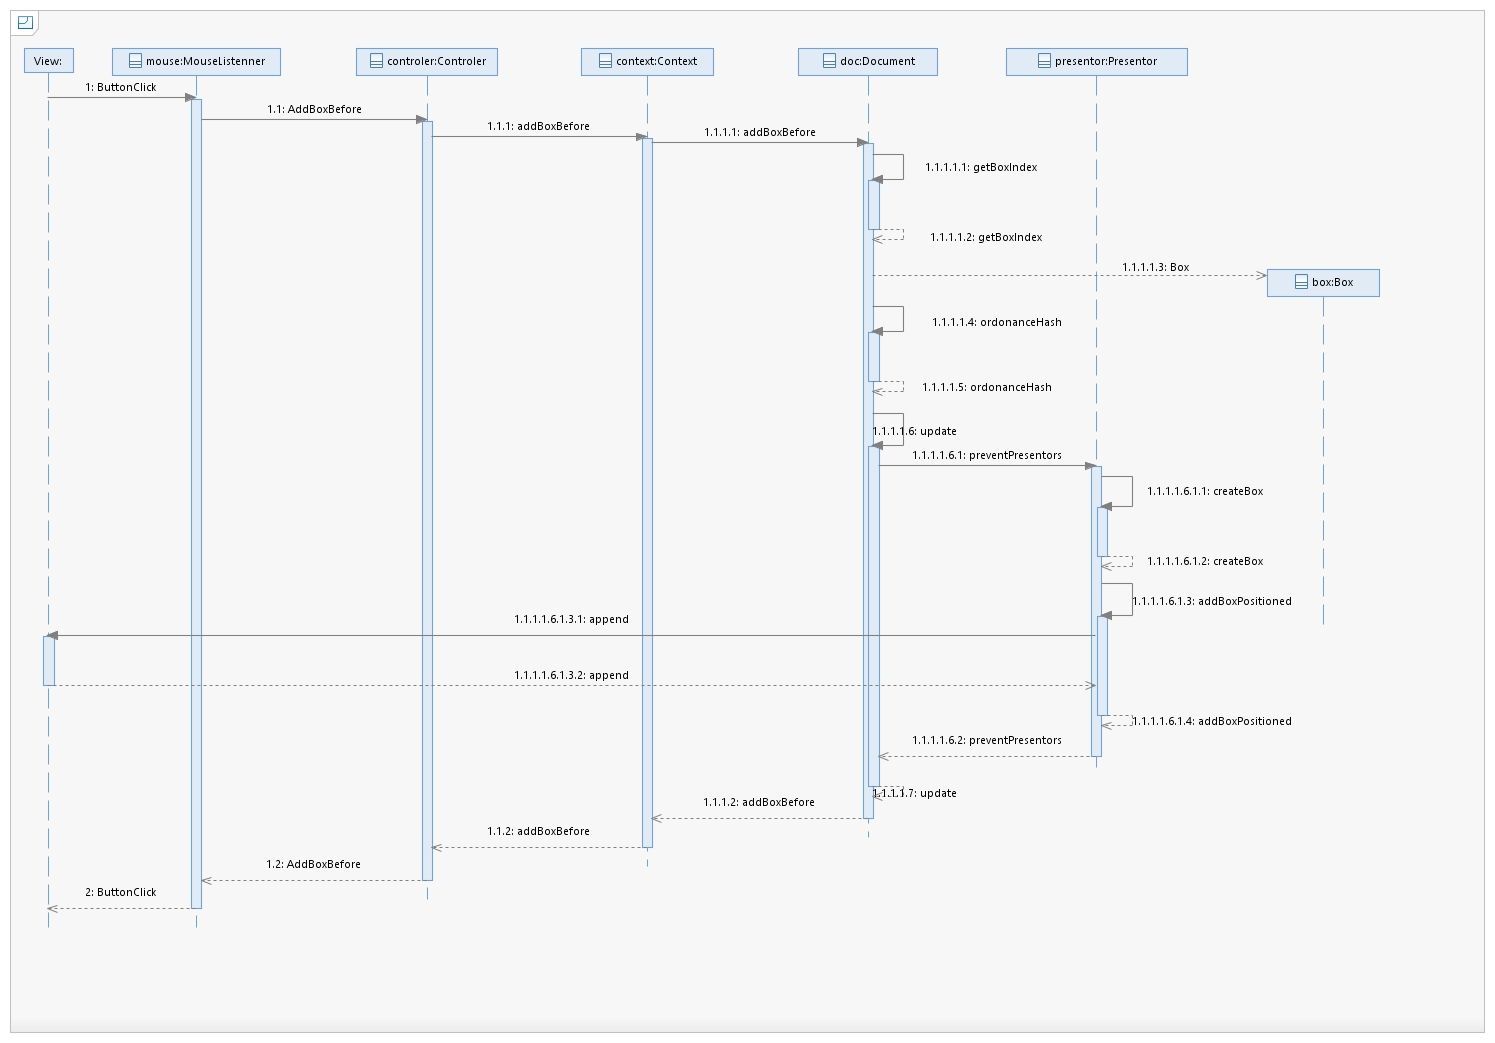 View:
mouse:MouseListenner
controler:Controler
context:Context
doc:Document
presentor:Presentor
1: ButtonClick
1.1: AddBoxBefore
1.1.1: addBoxBefore
1.1.1.1: addBoxBefore
1.1.1.1.1: getBoxIndex
1.1.1.1.2: getBoxIndex
1.1.1.1.3: Box
box:Box
1.1.1.1.4: ordonanceHash
1.1.1.1.5: ordonanceHash
1.1.1.1.6: update
1.1.1.1.6.1: preventPresentors
1.1.1.1.6.1.1: createBox
1.1.1.1.6.1.2: createBox
1.1.1.1.6.1.3: addBoxPositioned
1.1.1.1.6.1.3.1: append
1.1.1.1.6.1.3.2: append
1.1.1.1.6.1.4: addBoxPositioned
1.1.1.1.6.2: preventPresentors
1.1.1.1.7: update
1.1.1.2: addBoxBefore
1.1.2: addBoxBefore
1.2: AddBoxBefore
2: ButtonClick